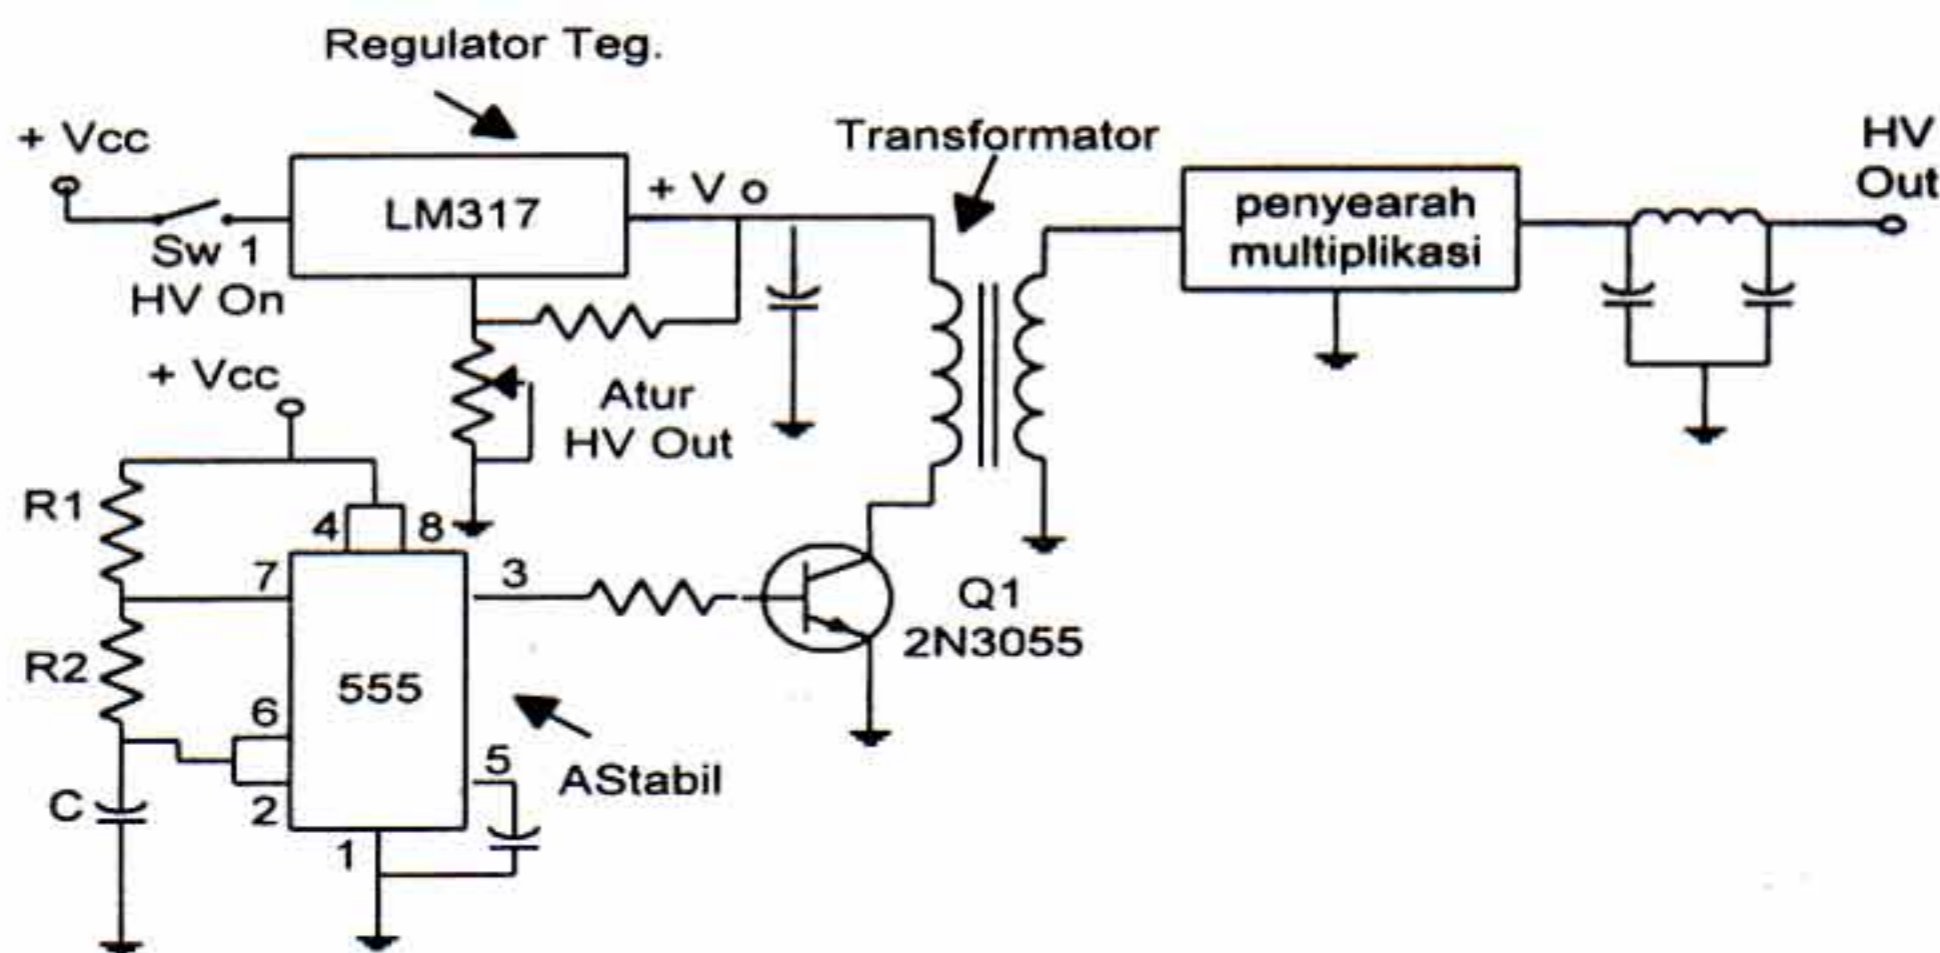 Regulator Teg.
+ Vcc
LM317
+ V o
Transformator
HV
Out
penyearah
multiplikasi
Sw 1
HV On
+ Vcc
Atur
HV Out
R1
4
8
7
3
Q1
2N3055
R2
555
6
5
AStabil
C
2
1